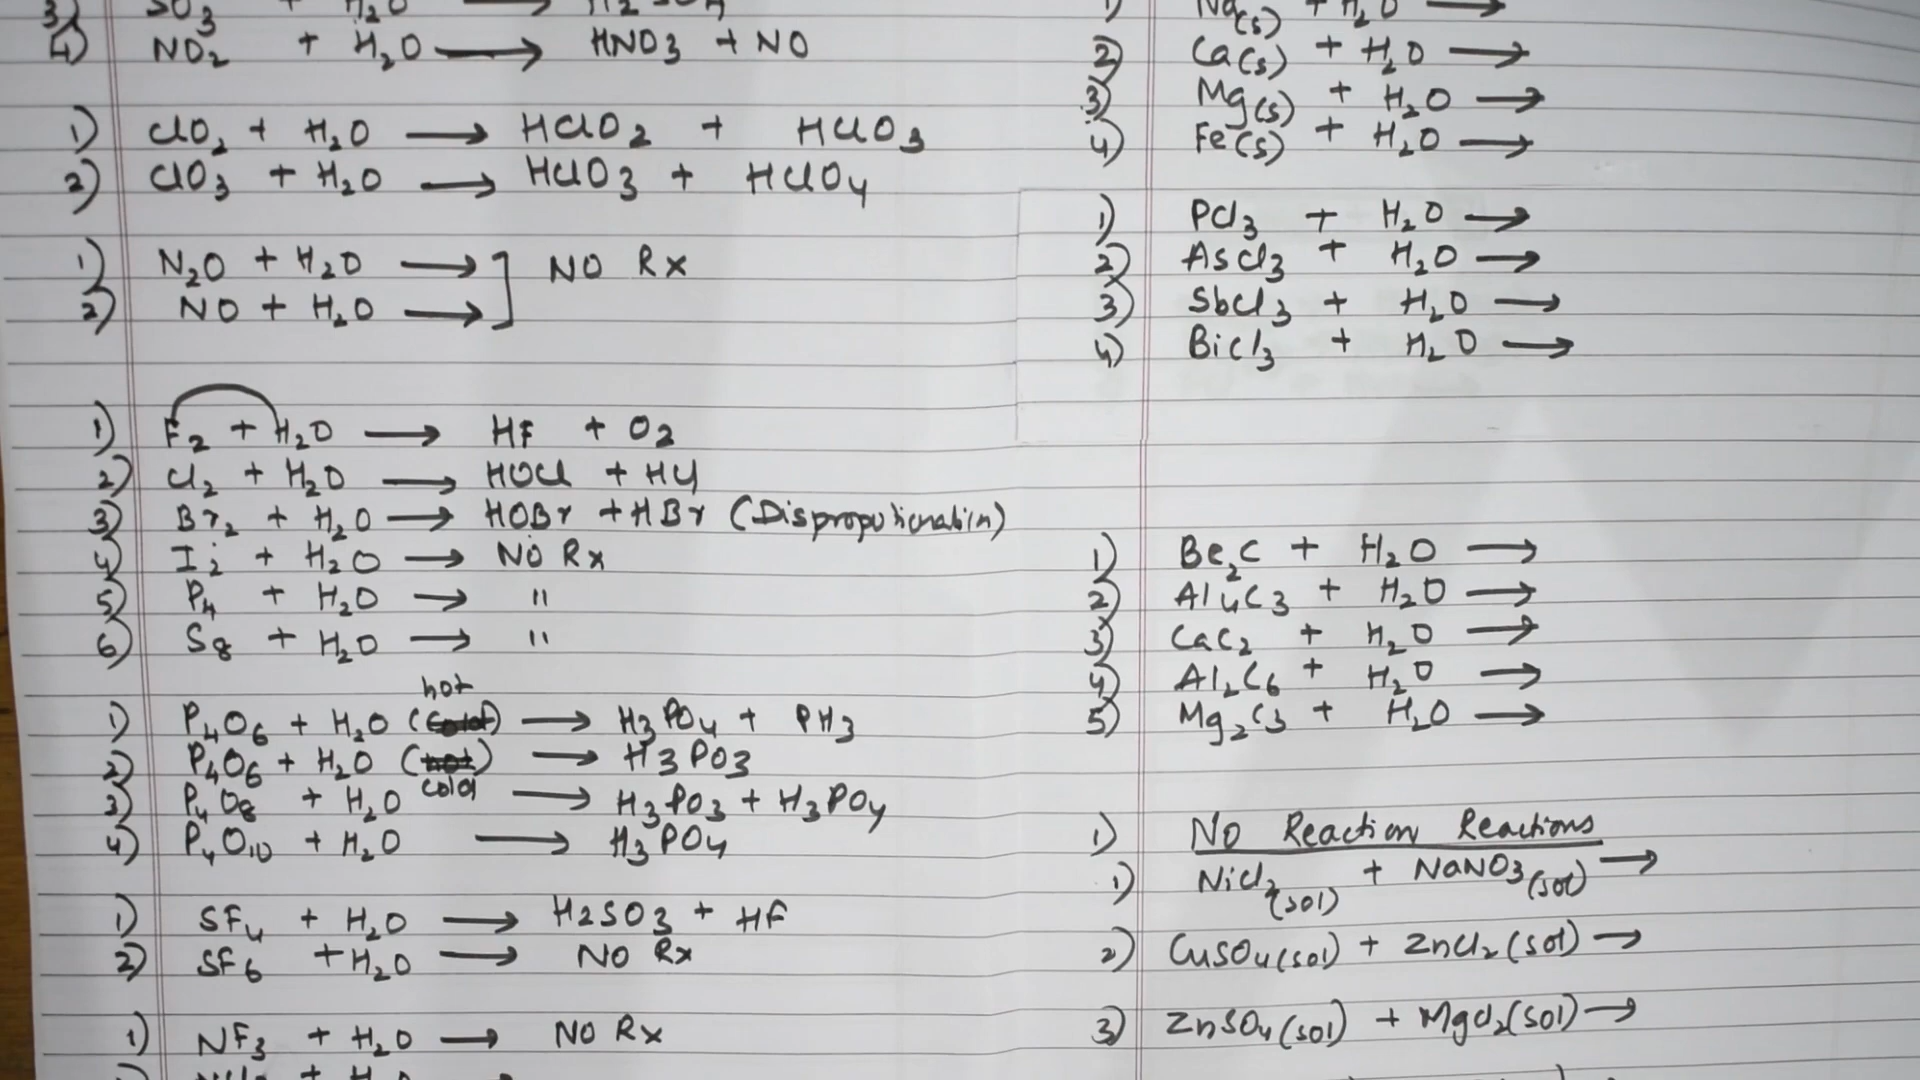 3) SO3 + H2O ⟶ H2SO4
4) NO2 + H2O ⟶ HNO3 + NO
1) ClO2 + H2O ⟶ HClO2 + HClO3
2) ClO3 + H2O ⟶ HClO3 + HClO4
1) N2O + H2O ⟶ ] NO Rx
2) NO + H2O ⟶
1) F2 + H2O ⟶ HF + O2
2) Cl2 + H2O ⟶ HOCl + HCl
3) Br2 + H2O ⟶ HOBr + HBr (Disproportionation)
4) I2 + H2O ⟶ NO Rx
5) P4 + H2O ⟶ "
6) S8 + H2O ⟶ "
hot
1) P4O6 + H2O ( ) ⟶ H3PO4 + PH3
2) P4O6 + H2O (hot) ⟶ H3PO3
cold
3) P4O8 + H2O ⟶ H3PO3 + H3PO4
4) P4O10 + H2O ⟶ H3PO4
1) SF4 + H2O ⟶ H2SO3 + HF
2) SF6 + H2O ⟶ NO Rx
1) NF3 + H2O ⟶ NO Rx
1) Na(s) + H2O ⟶
2) Ca(s) + H2O ⟶
3) Mg(s) + H2O ⟶
4) Fe(s) + H2O ⟶
1) PCl3 + H2O ⟶
2) AsCl3 + H2O ⟶
3) SbCl3 + H2O ⟶
4) BiCl3 + H2O ⟶
1) Be2C + H2O ⟶
2) Al4C3 + H2O ⟶
3) CaC2 + H2O ⟶
4) Al2C6 + H2O ⟶
5) Mg2C3 + H2O ⟶
1) NO Reaction Reactions
1) NiCl2(sol) + NaNO3(sol) ⟶
2) CuSO4(sol) + ZnCl2(sol) ⟶
3) ZnSO4(sol) + MgCl2(sol) ⟶